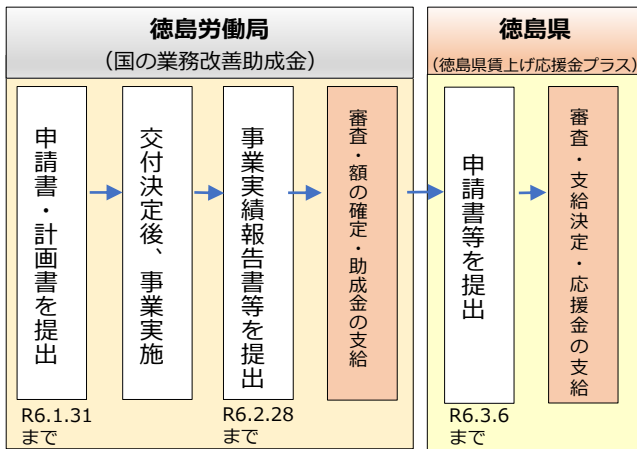 徳島労働局
（国の業務改善助成金）
申請書・計画書を提出
R6.1.31
まで
交付決定後、事業実施
事業実績報告書等を提出
R6.2.28
まで
審査・額の確定・助成金の支給
徳島県
（徳島県賃上げ応援金プラス）
申請書等を提出
R6.3.6
まで
審査・支給決定・応援金の支給